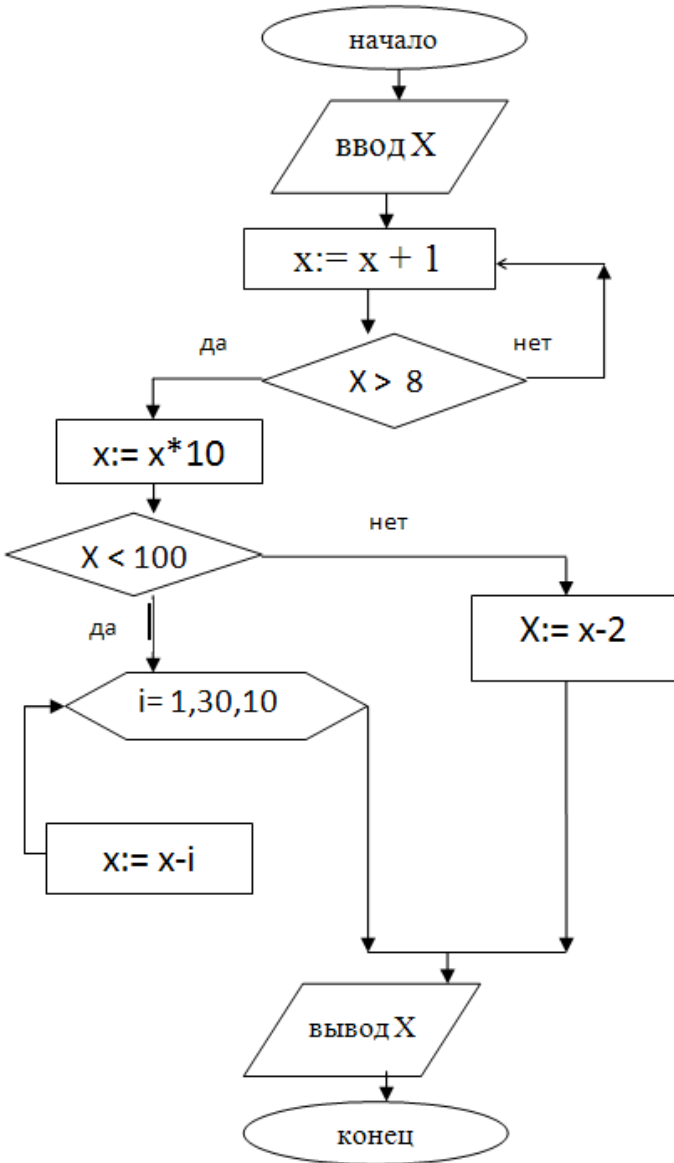 начало
ввод X
x:= x + 1
да
нет
X > 8
x:= x*10
нет
X < 100
X:= x-2
да
i= 1,30,10
x:= x-i
вывод X
конец